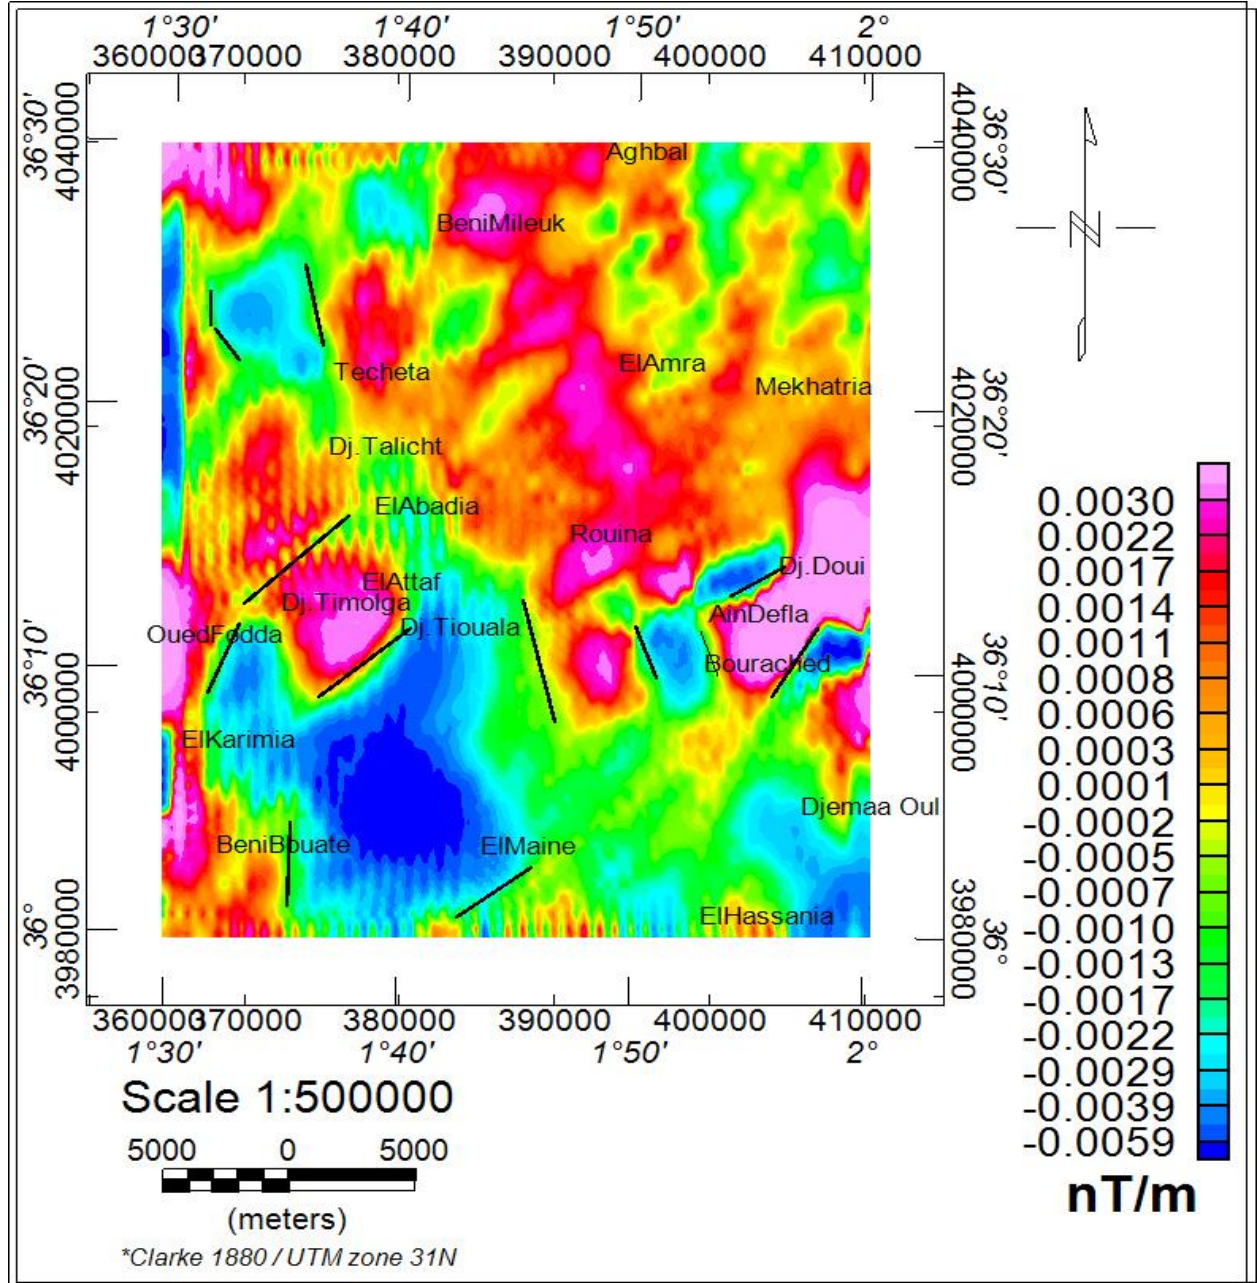 1°30' 1°40' 1°50' 2°
360000 370000 380000 390000 400000 410000
36°30'
4040000
4040000
36°30'
N
Aghbal
BeniMileuk
ElAmra
Techeta
Mekhatria
36°20'
4020000
4020000
36°20'
Dj.Talicht
ElAbadia
Rouina
Dj.Doui
ElAttaf
Dj.Timolga
AinDefla
OuedFodda
Dj.Tiouala
Bourached
36°10'
4000000
4000000
36°10'
ElKarimia
Djemaa Oul
BeniBouate
ElMaine
ElHassania
36°
3980000
3980000
36°
360000 370000 380000 390000 400000 410000
1°30' 1°40' 1°50' 2°
0.0030
0.0022
0.0017
0.0014
0.0011
0.0008
0.0006
0.0003
0.0001
-0.0002
-0.0005
-0.0007
-0.0010
-0.0013
-0.0017
-0.0022
-0.0029
-0.0039
-0.0059
nT/m
Scale 1:500000
5000 0 5000
(meters)
*Clarke 1880 / UTM zone 31N